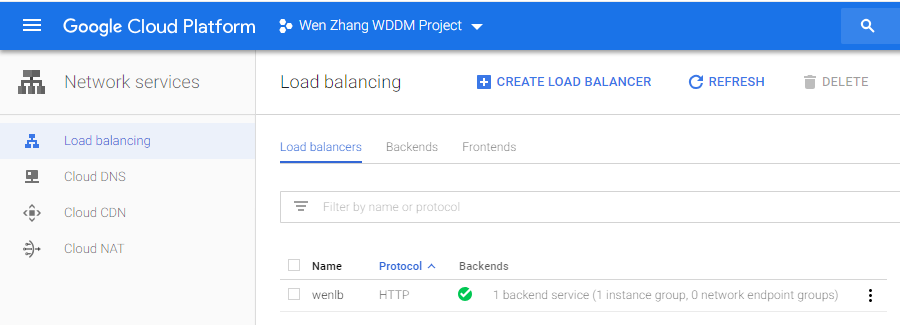 Google Cloud Platform Wen Zhang WDDM Project
Network services
Load balancing CREATE LOAD BALANCER REFRESH DELETE
Load balancing
Cloud DNS
Cloud CDN
Cloud NAT
Load balancers Backends Frontends
Filter by name or protocol
Name Protocol Backends
wenlb HTTP 1 backend service (1 instance group, 0 network endpoint groups)